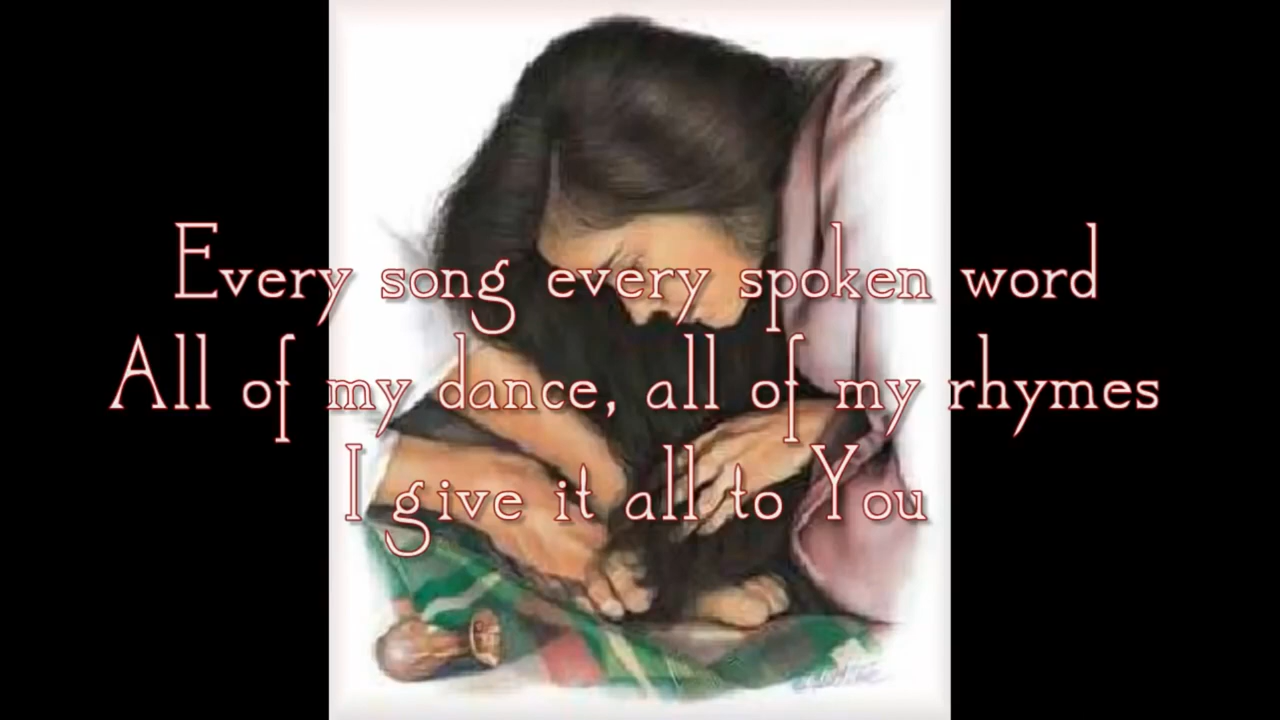 Every song every spoken word
All of my dance, all of my rhymes
I give it all to You